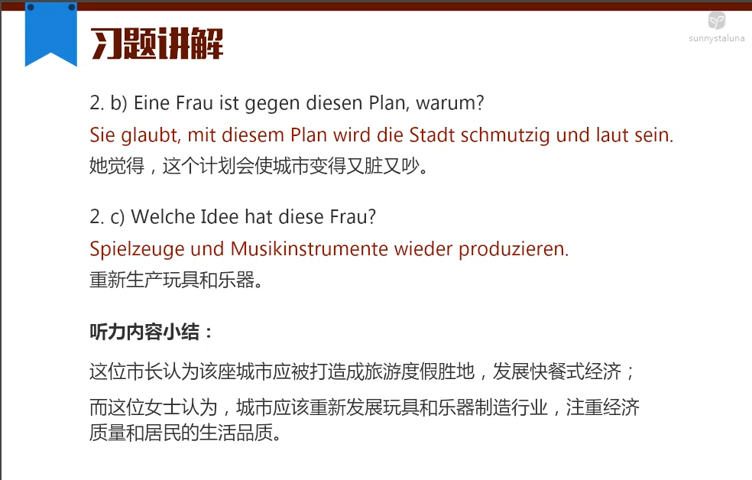 习题讲解
sunnystaluna
2. b) Eine Frau ist gegen diesen Plan, warum?
Sie glaubt, mit diesem Plan wird die Stadt schmutzig und laut sein.
她觉得，这个计划会使城市变得又脏又吵。
2. c) Welche Idee hat diese Frau?
Spielzeuge und Musikinstrumente wieder produzieren.
重新生产玩具和乐器。
听力内容小结：
这位市长认为该座城市应被打造成旅游度假胜地，发展快餐式经济；
而这位女士认为，城市应该重新发展玩具和乐器制造行业，注重经济
质量和居民的生活品质。